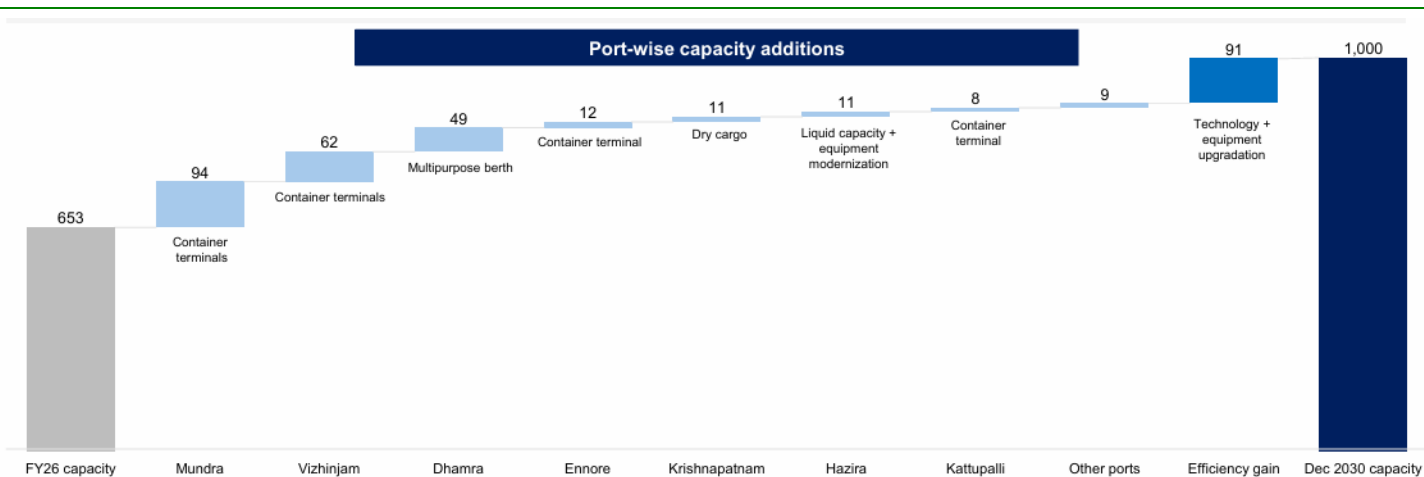 Port-wise capacity additions
653
94
Container
terminals
62
Container terminals
49
Multipurpose berth
12
Container terminal
11
Dry cargo
11
Liquid capacity +
equipment
modernization
8
Container
terminal
9
91
Technology +
equipment
upgradation
1,000
FY26 capacity
Mundra
Vizhinjam
Dhamra
Ennore
Krishnapatnam
Hazira
Kattupalli
Other ports
Efficiency gain
Dec 2030 capacity